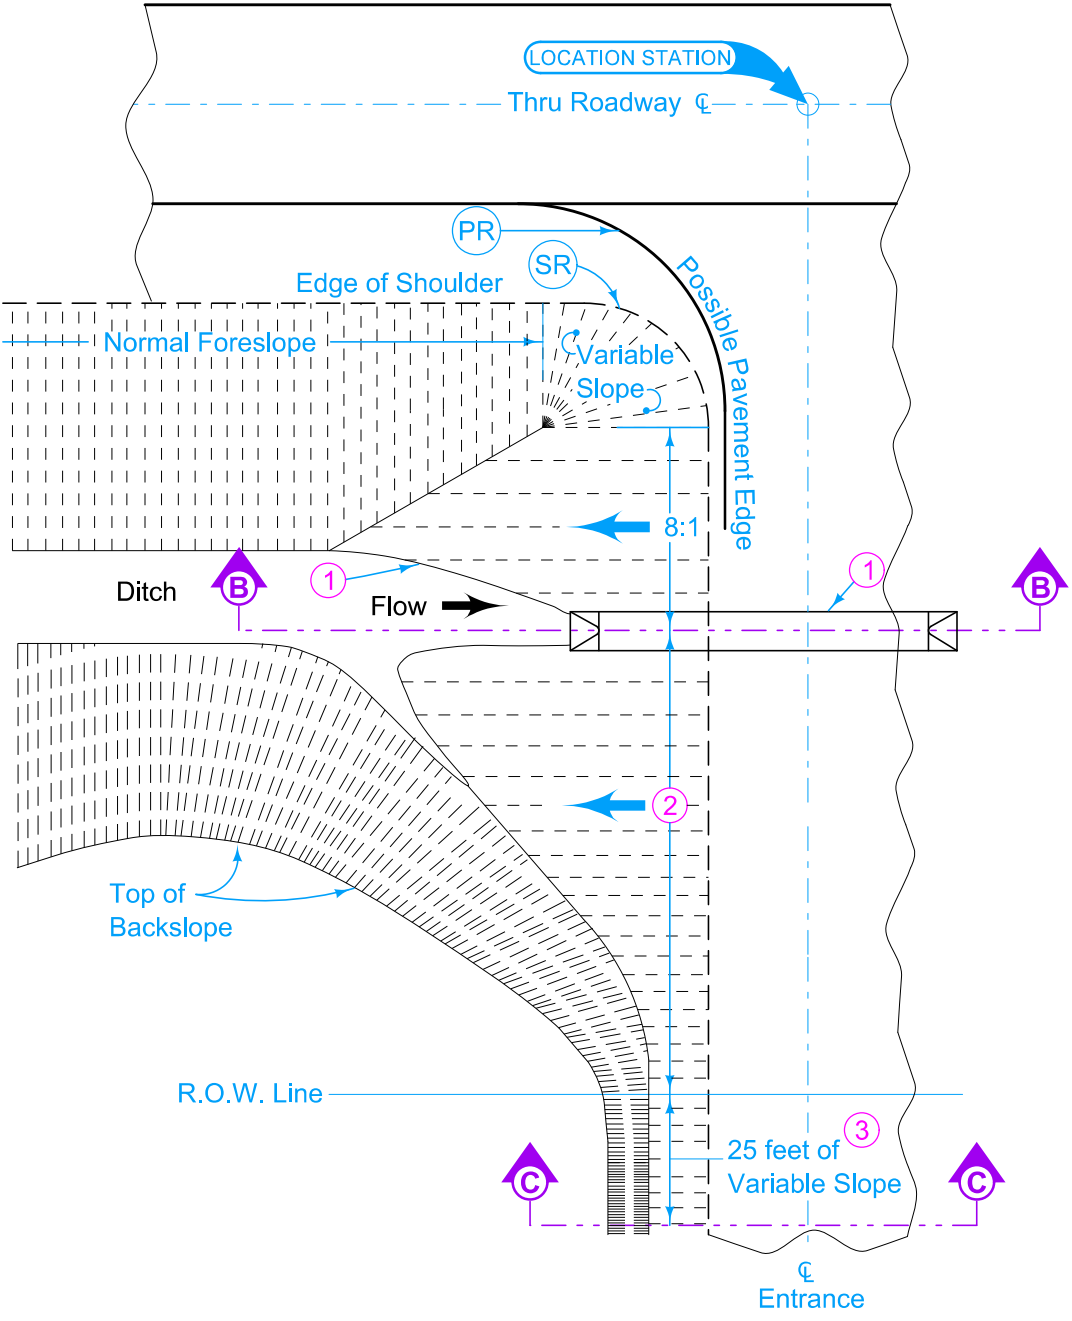 LOCATION STATION
Thru Roadway ℄
PR
SR
Edge of Shoulder
Possible Pavement Edge
Normal Foreslope
Variable
Slope
8:1
1
1
Ditch
B
B
Flow
2
Top of
Backslope
R.O.W. Line
3
25 feet of
Variable Slope
C
C
℄
Entrance